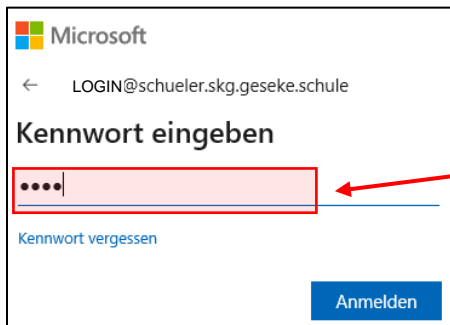 Microsoft
← LOGIN@schueler.skg.geseke.schule
Kennwort eingeben
••••
Kennwort vergessen
Anmelden